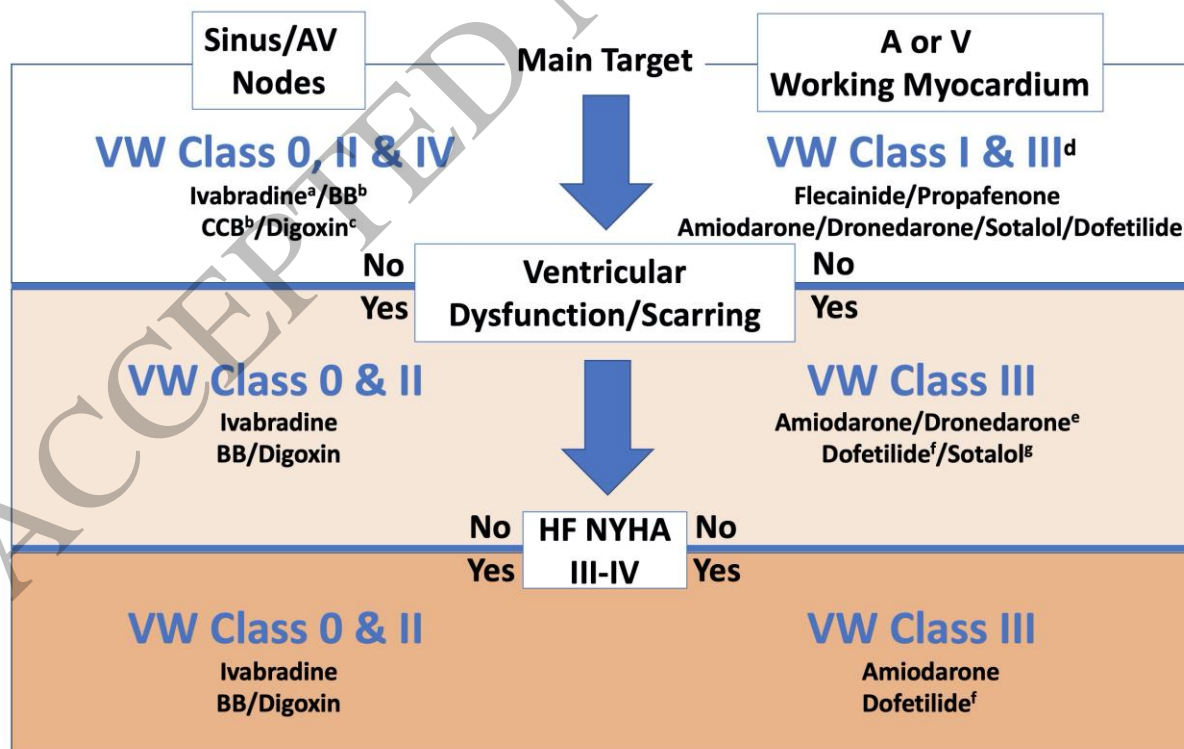 Sinus/AV
Nodes
Main Target
A or V
Working Myocardium
VW Class 0, II & IV
Ivabradineᵃ/BBᵇ
CCBᵇ/Digoxinᶜ
VW Class I & IIIᵈ
Flecainide/Propafenone
Amiodarone/Dronedarone/Sotalol/Dofetilide
No
Yes
Ventricular
Dysfunction/Scarring
No
Yes
VW Class 0 & II
Ivabradine
BB/Digoxin
VW Class III
Amiodarone/Dronedaroneᵉ
Dofetilideᶠ/Sotalolᵍ
No
Yes
HF NYHA
III-IV
No
Yes
VW Class 0 & II
Ivabradine
BB/Digoxin
VW Class III
Amiodarone
Dofetilideᶠ
ACCEPTED